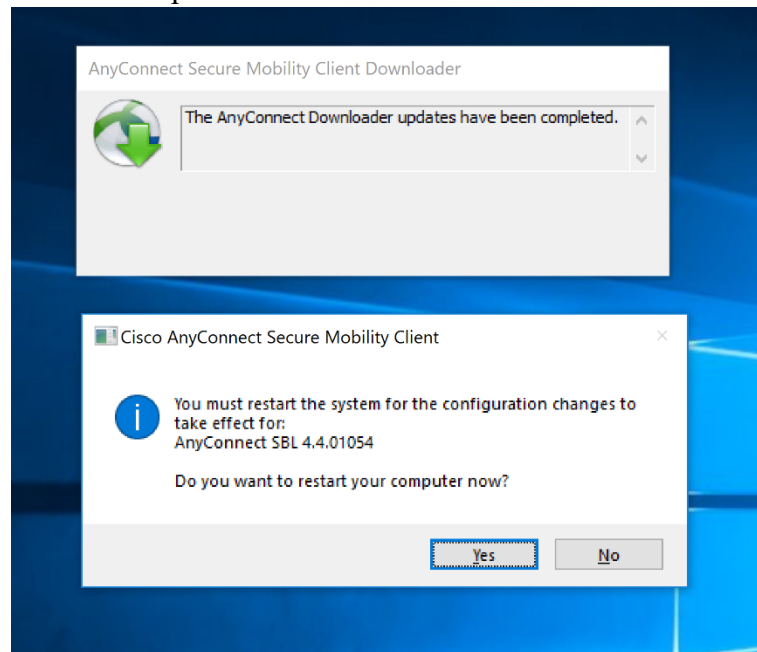 AnyConnect Secure Mobility Client Downloader
The AnyConnect Downloader updates have been completed.
Cisco AnyConnect Secure Mobility Client
You must restart the system for the configuration changes to
take effect for:
AnyConnect SBL 4.4.01054
Do you want to restart your computer now?
Yes
No